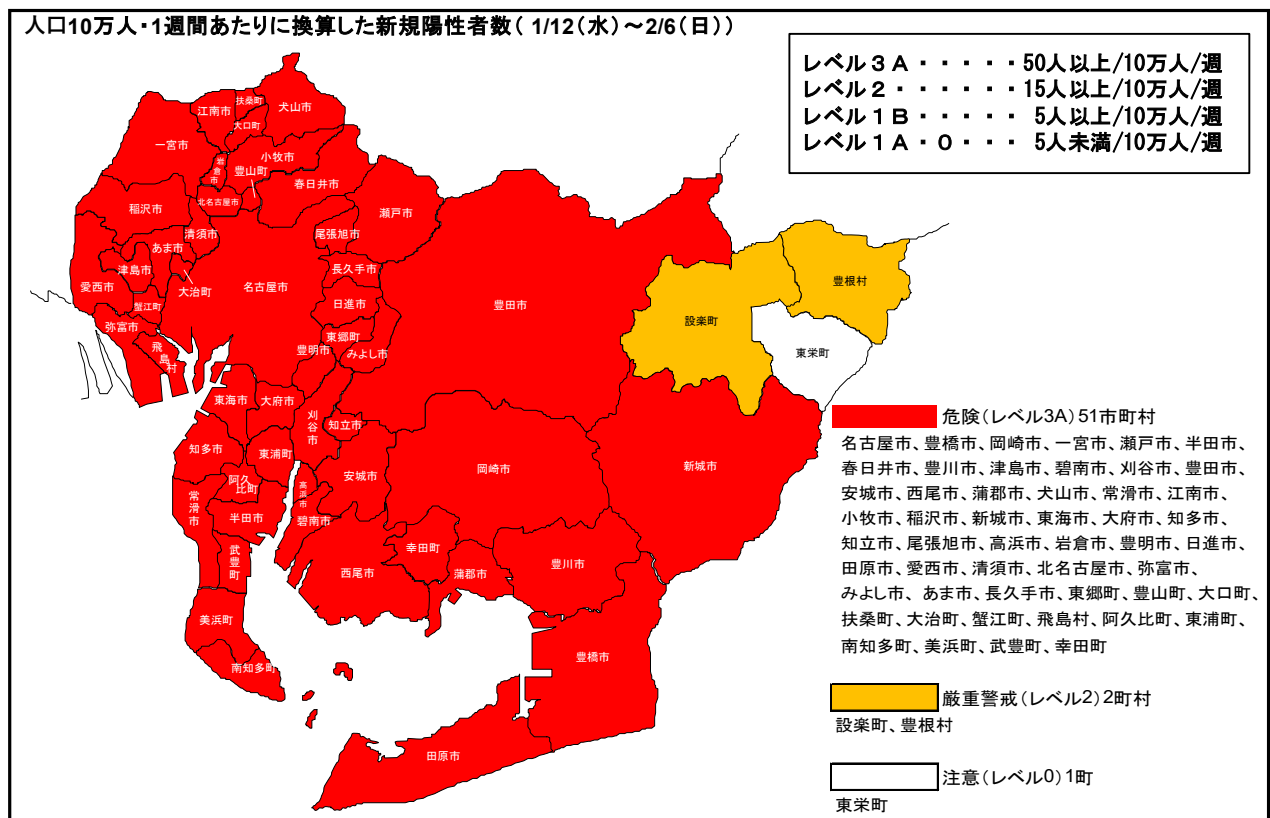 人口10万人・1週間あたりに換算した新規陽性者数( 1/12(水)～2/6(日))
レベル３Ａ・・・・・50人以上/10万人/週
レベル２・・・・・・15人以上/10万人/週
レベル１Ｂ・・・・・ 5人以上/10万人/週
レベル１Ａ・０・・・ 5人未満/10万人/週
扶桑町
江南市
犬山市
大口町
一宮市
小牧市
岩倉市
豊山町
春日井市
瀬戸市
稲沢市
北名古屋市
清須市
尾張旭市
あま市
津島市
長久手市
愛西市
大治町
名古屋市
蟹江町
日進市
豊田市
弥富市
東郷町
豊明市
みよし市
飛島村
設楽町
豊根村
東栄町
東海市
大府市
刈谷市
知立市
知多市
東浦町
安城市
岡崎市
新城市
阿久比町
高浜市
常滑市
半田市
碧南市
武豊町
幸田町
西尾市
蒲郡市
豊川市
美浜町
南知多町
豊橋市
田原市
危険(レベル3A)51市町村
名古屋市、豊橋市、岡崎市、一宮市、瀬戸市、半田市、
春日井市、豊川市、津島市、碧南市、刈谷市、豊田市、
安城市、西尾市、蒲郡市、犬山市、常滑市、江南市、
小牧市、稲沢市、新城市、東海市、大府市、知多市、
知立市、尾張旭市、高浜市、岩倉市、豊明市、日進市、
田原市、愛西市、清須市、北名古屋市、弥富市、
みよし市、あま市、長久手市、東郷町、豊山町、大口町、
扶桑町、大治町、蟹江町、飛島村、阿久比町、東浦町、
南知多町、美浜町、武豊町、幸田町
厳重警戒(レベル2)2町村
設楽町、豊根村
注意(レベル0)1町
東栄町